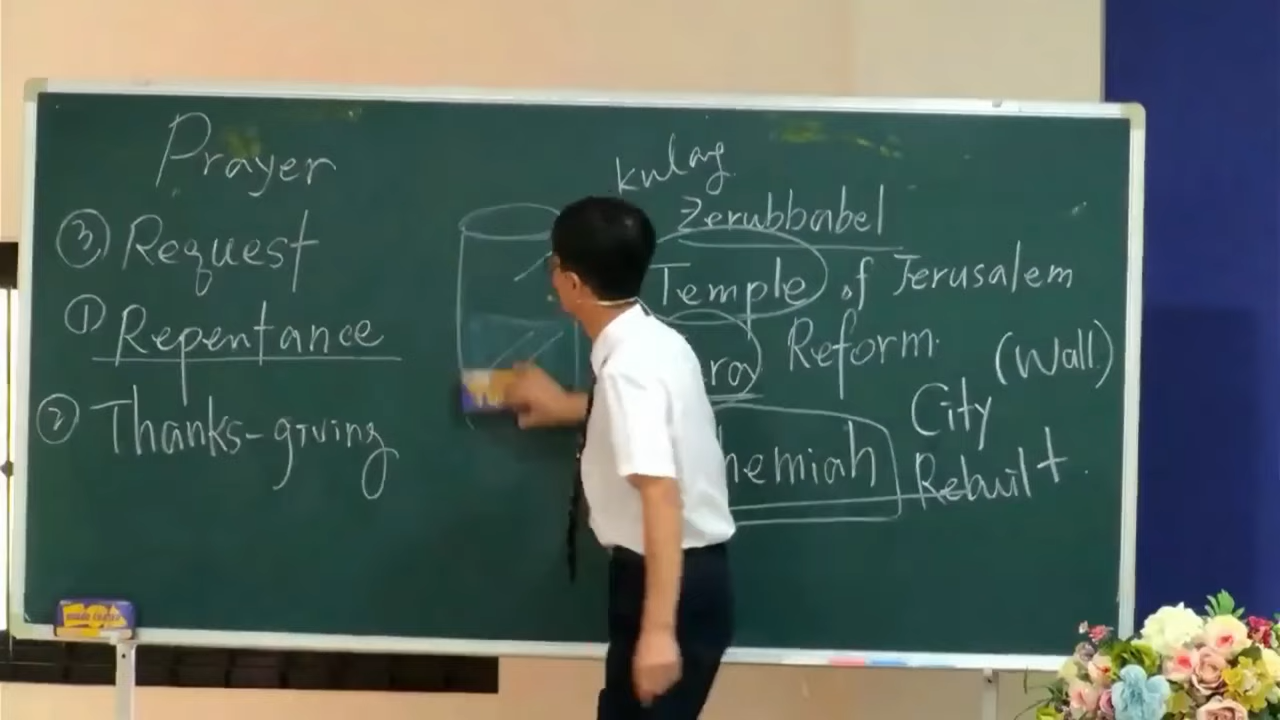 Prayer
③ Request
① Repentance
② Thanks-giving
kulag
Zerubbabel
Temple of Jerusalem
Reform
(Wall)
hemiah
City
Rebuilt